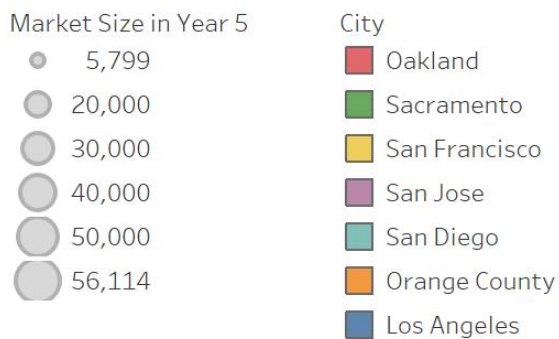 Market Size in Year 5
5,799
20,000
30,000
40,000
50,000
56,114
City
Oakland
Sacramento
San Francisco
San Jose
San Diego
Orange County
Los Angeles